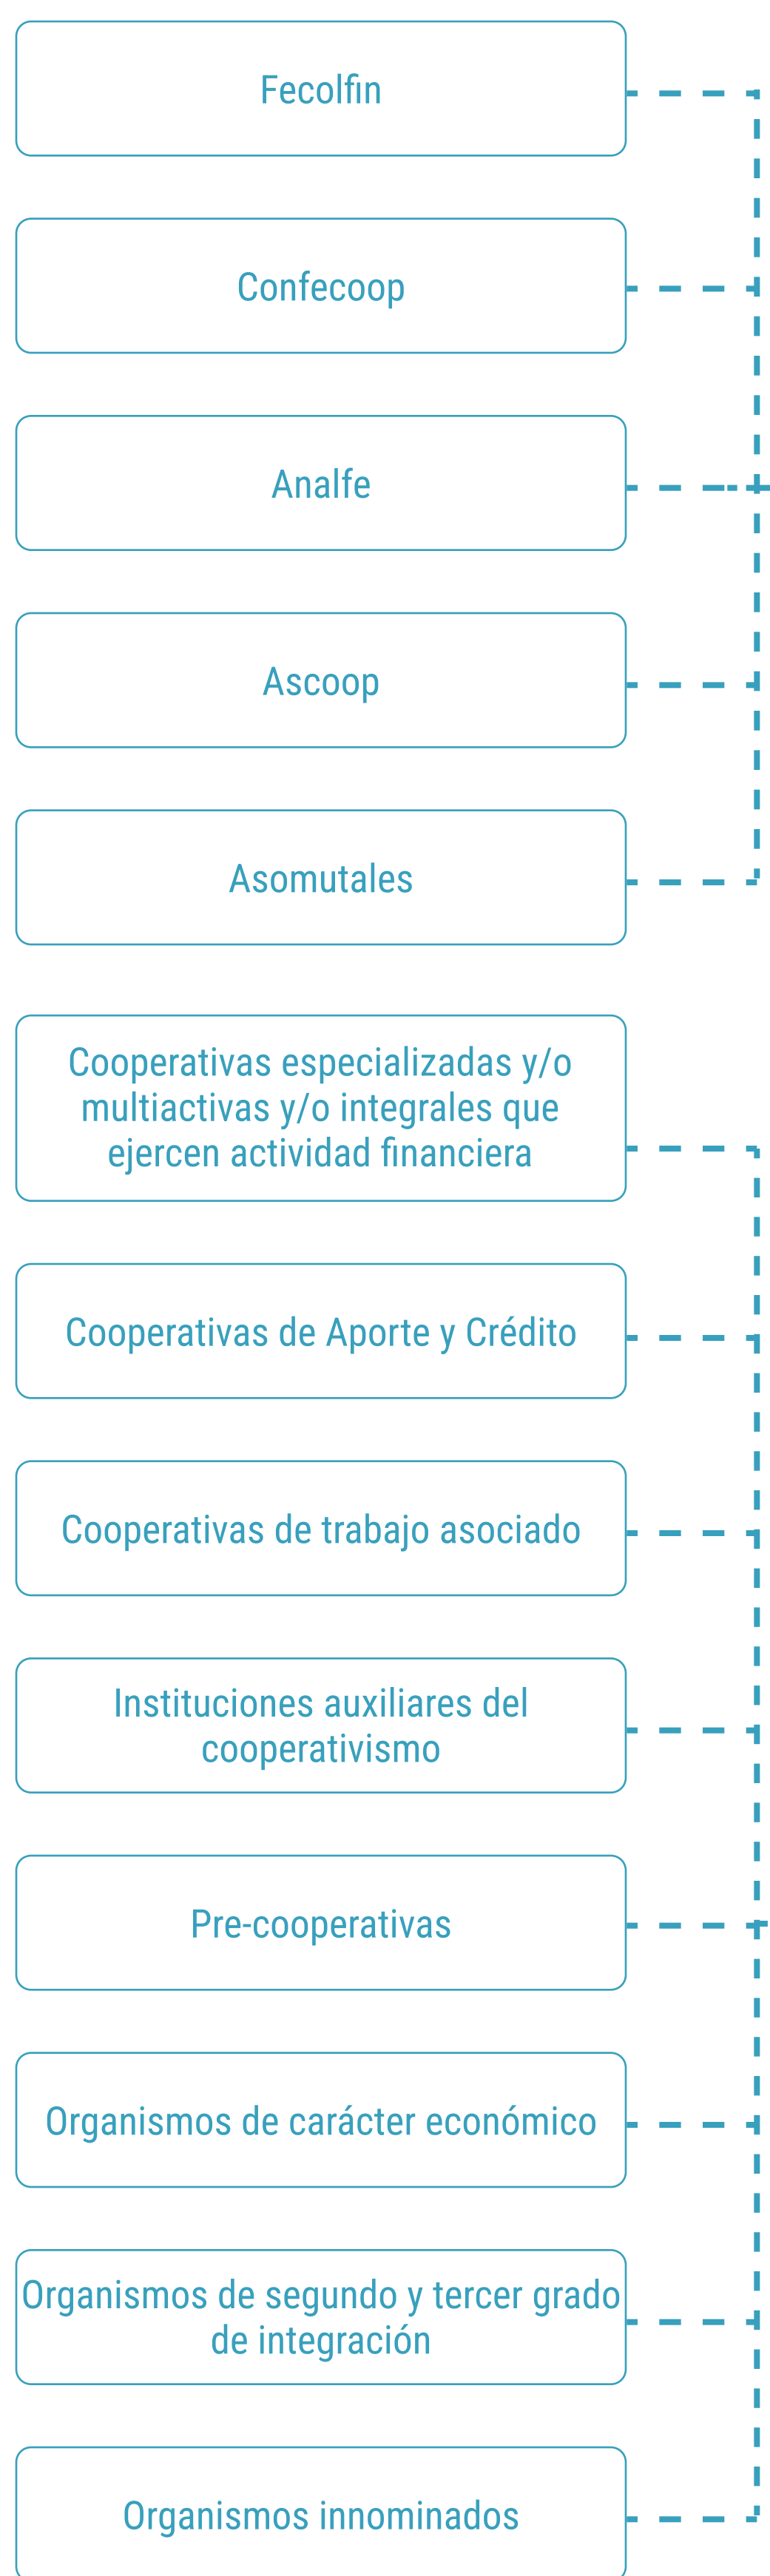 Fecolfin
Confecoop
Analfe
Ascoop
Asomutales
Cooperativas especializadas y/o
multiactivas y/o integrales que
ejercen actividad financiera
Cooperativas de Aporte y Crédito
Cooperativas de trabajo asociado
Instituciones auxiliares del
cooperativismo
Pre-cooperativas
Organismos de carácter económico
Organismos de segundo y tercer grado
de integración
Organismos innominados